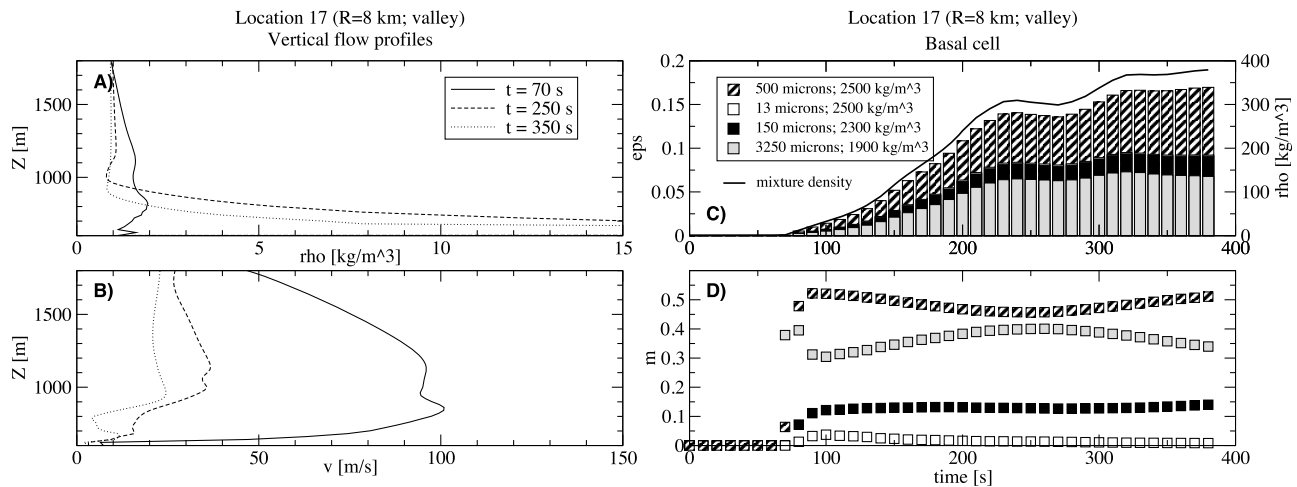 Location 17 (R=8 km; valley)
Vertical flow profiles
A)
t = 70 s
t = 250 s
t = 350 s
Z [m]
1500
1000
0
5
10
15
rho [kg/m^3]
B)
Z [m]
1500
1000
0
50
100
150
v [m/s]
Location 17 (R=8 km; valley)
Basal cell
500 microns; 2500 kg/m^3
13 microns; 2500 kg/m^3
150 microns; 2300 kg/m^3
3250 microns; 1900 kg/m^3
mixture density
C)
eps
0.2
0.15
0.1
0.05
0
rho [kg/m^3]
400
300
200
100
0
0
100
200
300
400
D)
m
0.5
0.4
0.3
0.2
0.1
0
0
100
200
300
400
time [s]